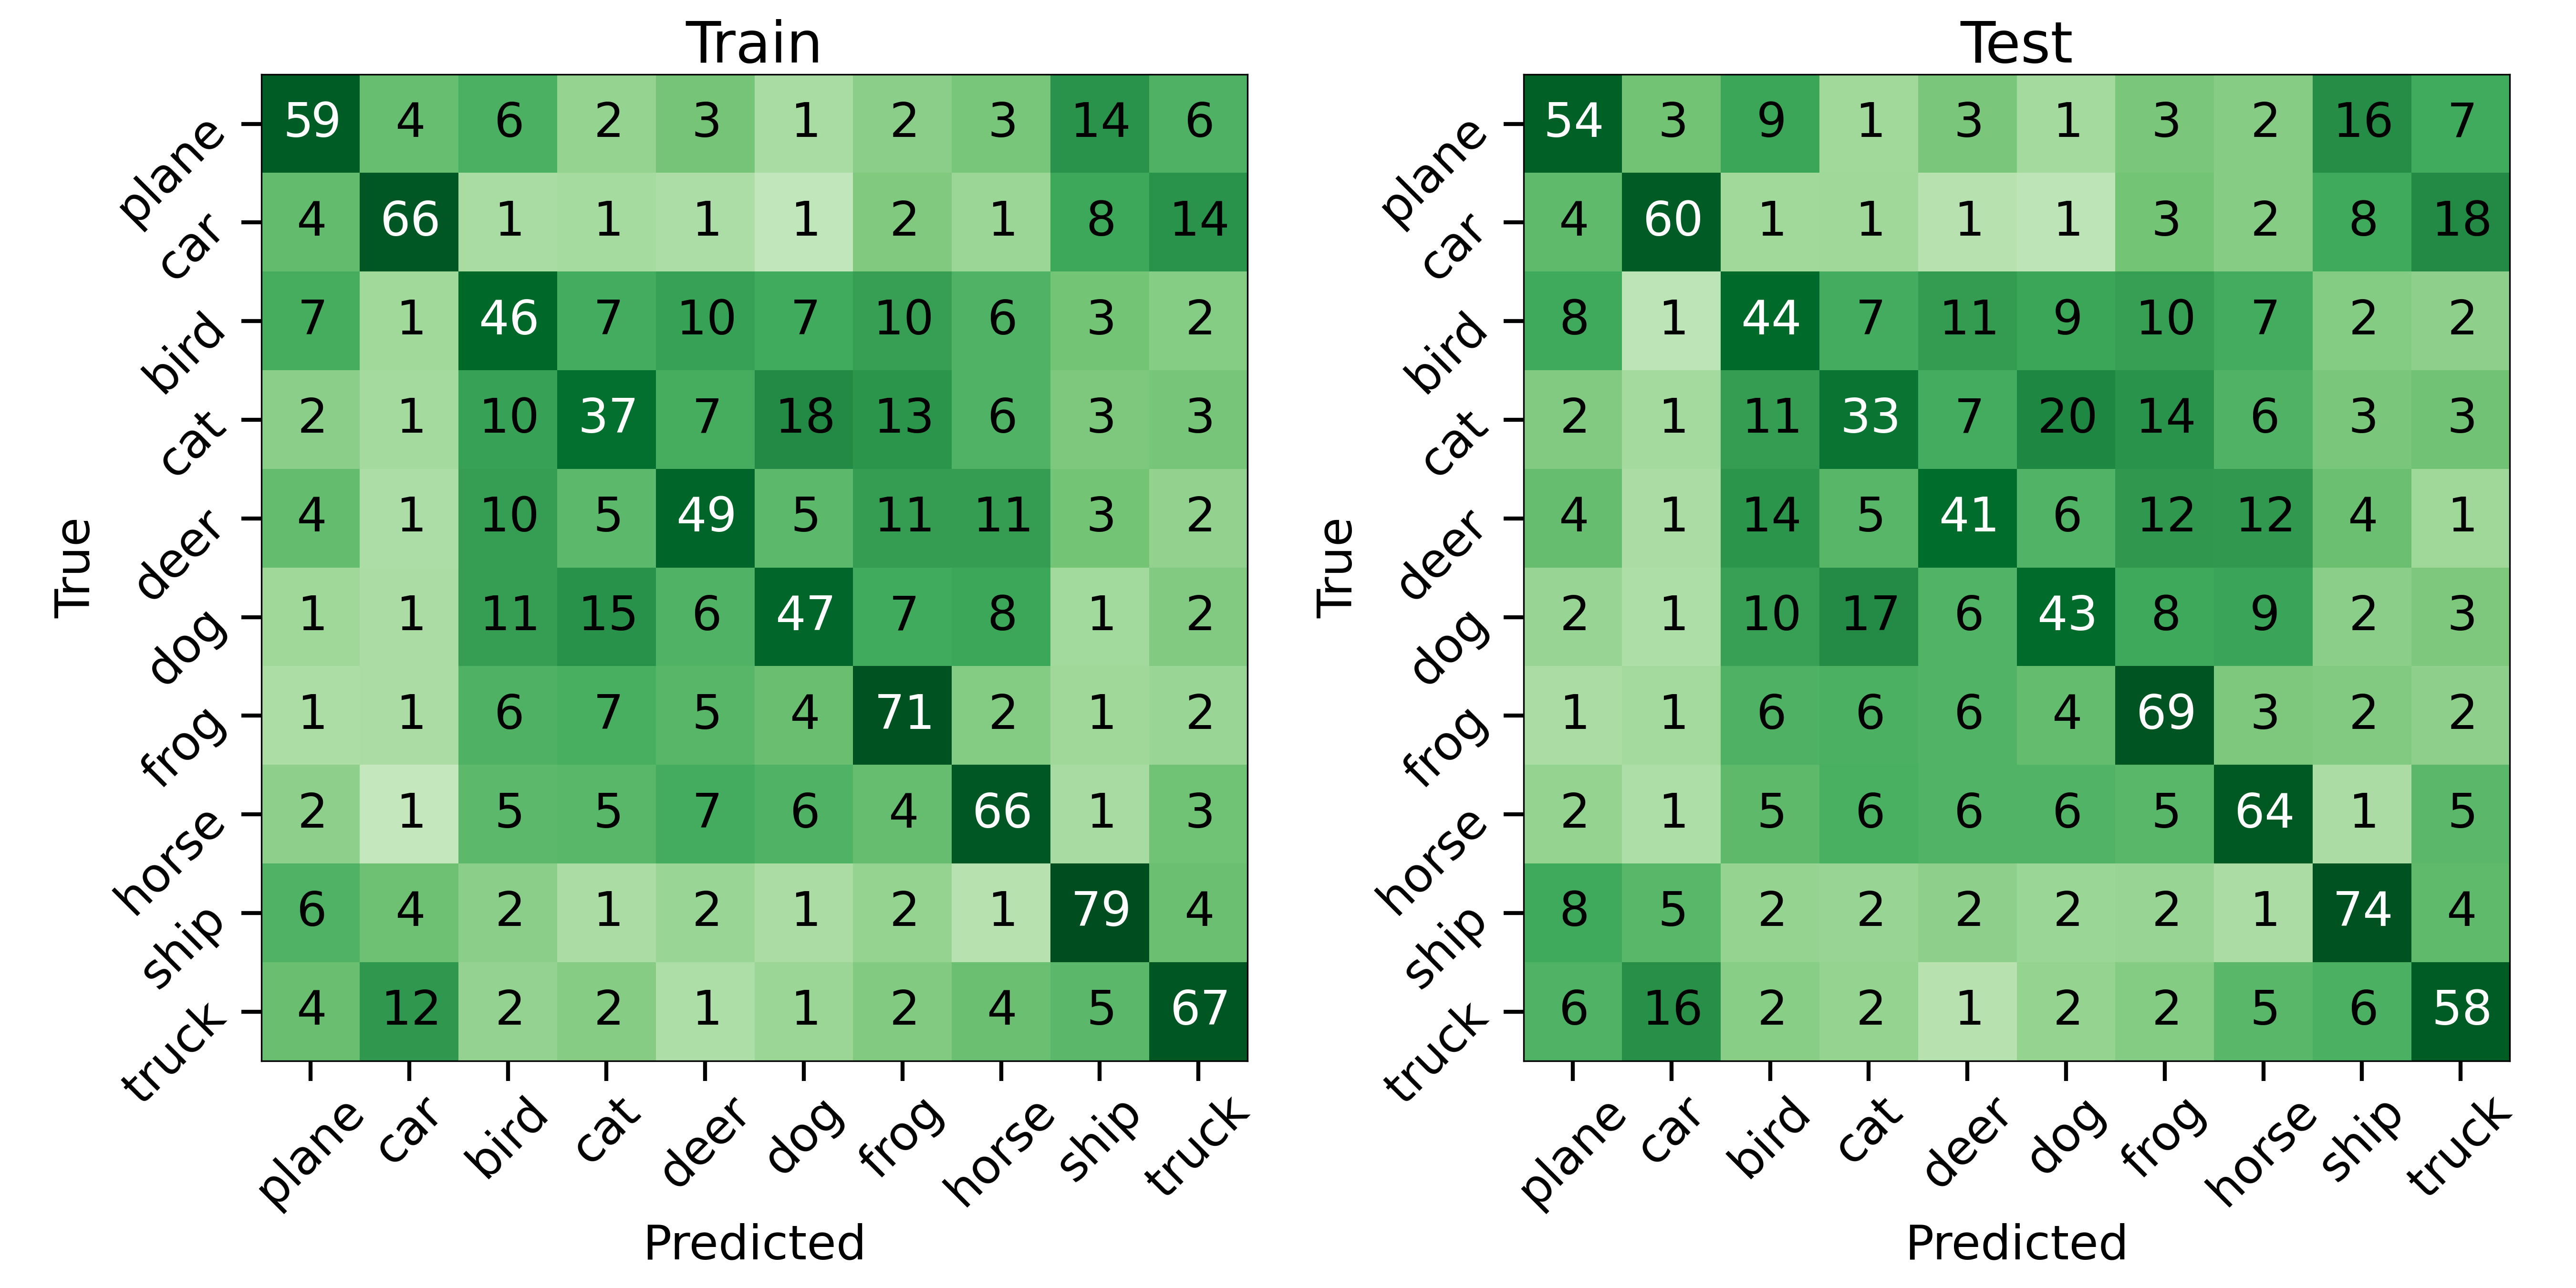 Train
True
plane 59 4 6 2 3 1 2 3 14 6
car 4 66 1 1 1 1 2 1 8 14
bird 7 1 46 7 10 7 10 6 3 2
cat 2 1 10 37 7 18 13 6 3 3
deer 4 1 10 5 49 5 11 11 3 2
dog 1 1 11 15 6 47 7 8 1 2
frog 1 1 6 7 5 4 71 2 1 2
horse 2 1 5 5 7 6 4 66 1 3
ship 6 4 2 1 2 1 2 1 79 4
truck 4 12 2 2 1 1 2 4 5 67
plane car bird cat deer dog frog horse ship truck
Predicted
Test
True
plane 54 3 9 1 3 1 3 2 16 7
car 4 60 1 1 1 1 3 2 8 18
bird 8 1 44 7 11 9 10 7 2 2
cat 2 1 11 33 7 20 14 6 3 3
deer 4 1 14 5 41 6 12 12 4 1
dog 2 1 10 17 6 43 8 9 2 3
frog 1 1 6 6 6 4 69 3 2 2
horse 2 1 5 6 6 6 5 64 1 5
ship 8 5 2 2 2 2 2 1 74 4
truck 6 16 2 2 1 2 2 5 6 58
plane car bird cat deer dog frog horse ship truck
Predicted